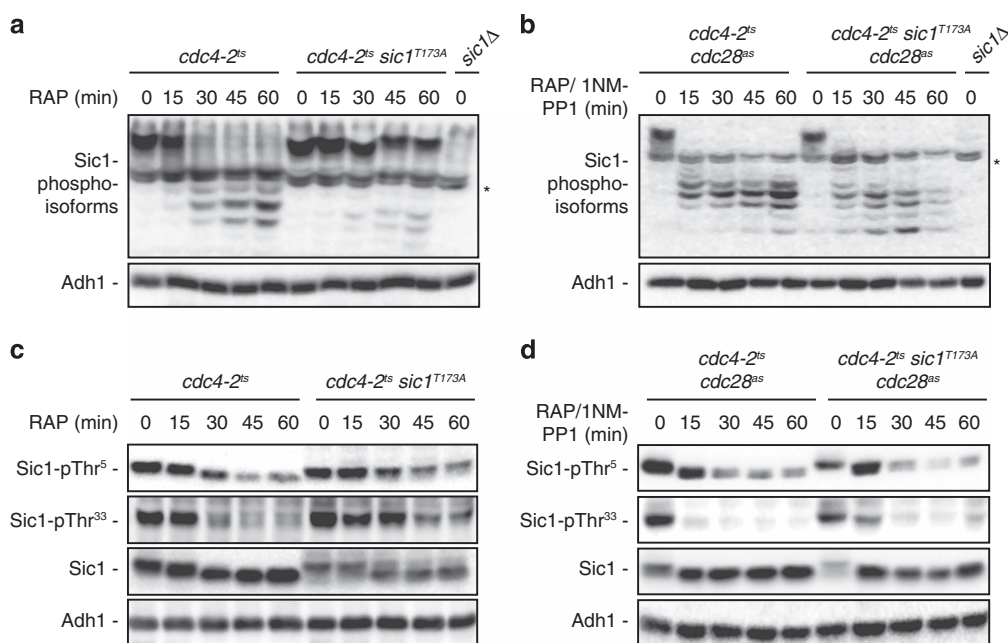 a
cdc4-2ts cdc4-2ts sic1T173A sic1Δ
RAP (min) 0 15 30 45 60 0 15 30 45 60 0
Sic1-
phospho-
isoforms
*
Adh1 -
b
cdc4-2ts
cdc28as
cdc4-2ts sic1T173A
cdc28as
sic1Δ
RAP/ 1NM-
PP1 (min) 0 15 30 45 60 0 15 30 45 60 0
Sic1-
phospho-
isoforms
*
Adh1 -
c
cdc4-2ts cdc4-2ts sic1T173A
RAP (min) 0 15 30 45 60 0 15 30 45 60
Sic1-pThr5 -
Sic1-pThr33 -
Sic1 -
Adh1 -
d
cdc4-2ts
cdc28as
cdc4-2ts sic1T173A
cdc28as
RAP/1NM-
PP1 (min) 0 15 30 45 60 0 15 30 45 60
Sic1-pThr5 -
Sic1-pThr33 -
Sic1 -
Adh1 -